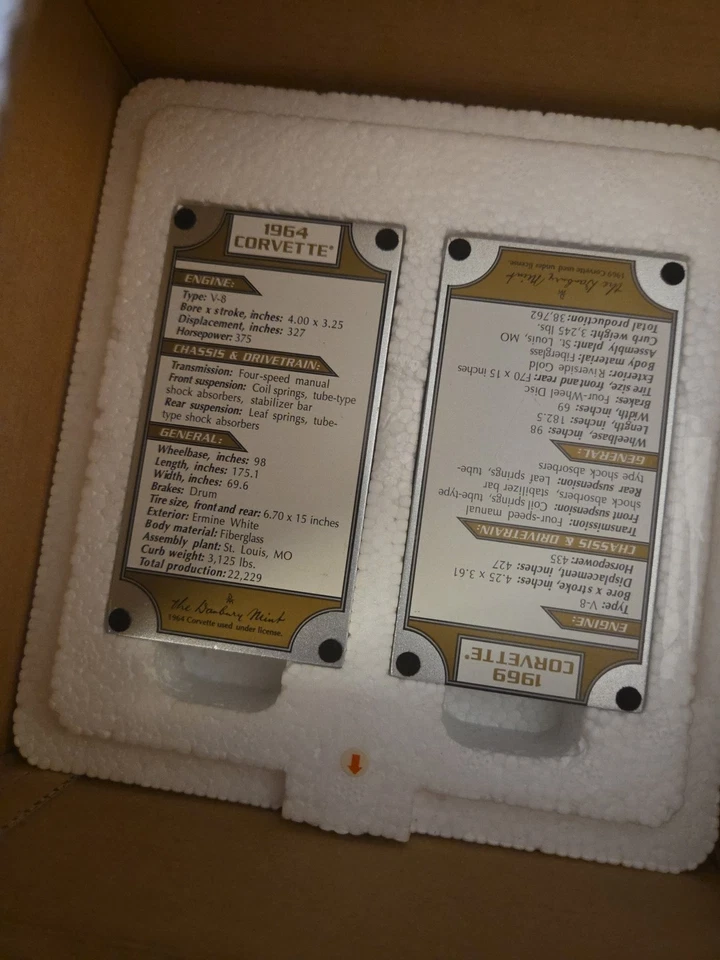 1964
CORVETTE®
ENGINE:
Type: V-8
Bore x stroke, inches: 4.00 x 3.25
Displacement, inches: 327
Horsepower: 375
CHASSIS & DRIVETRAIN:
Transmission: Four-speed manual
Front suspension: Coil springs, tube-type
shock absorbers, stabilizer bar
Rear suspension: Leaf springs, tube-
type shock absorbers
GENERAL:
Wheelbase, inches: 98
Length, inches: 175.1
Width, inches: 69.6
Brakes: Drum
Tire size, front and rear: 6.70 x 15 inches
Exterior: Ermine White
Body material: Fiberglass
Assembly plant: St. Louis, MO
Curb weight: 3,125 lbs.
Total production: 22,229
The Danbury Mint
1964 Corvette used under license.
1969
CORVETTE®
ENGINE:
Type: V-8
Bore x stroke, inches: 4.25 x 3.61
Displacement, inches: 427
Horsepower: 435
CHASSIS & DRIVETRAIN:
Transmission: Four-speed manual
Front suspension: Coil springs, tube-type
shock absorbers, stabilizer bar
Rear suspension: Leaf springs, tube-
type shock absorbers
GENERAL:
Wheelbase, inches: 98
Length, inches: 182.5
Width, inches: 69
Brakes: Four-Wheel Disc
Tire size, front and rear: F70 x 15 inches
Exterior: Riverside Gold
Body material: Fiberglass
Assembly plant: St. Louis, MO
Curb weight: 3,245 lbs.
Total production: 38,762
The Danbury Mint
1969 Corvette used under license.